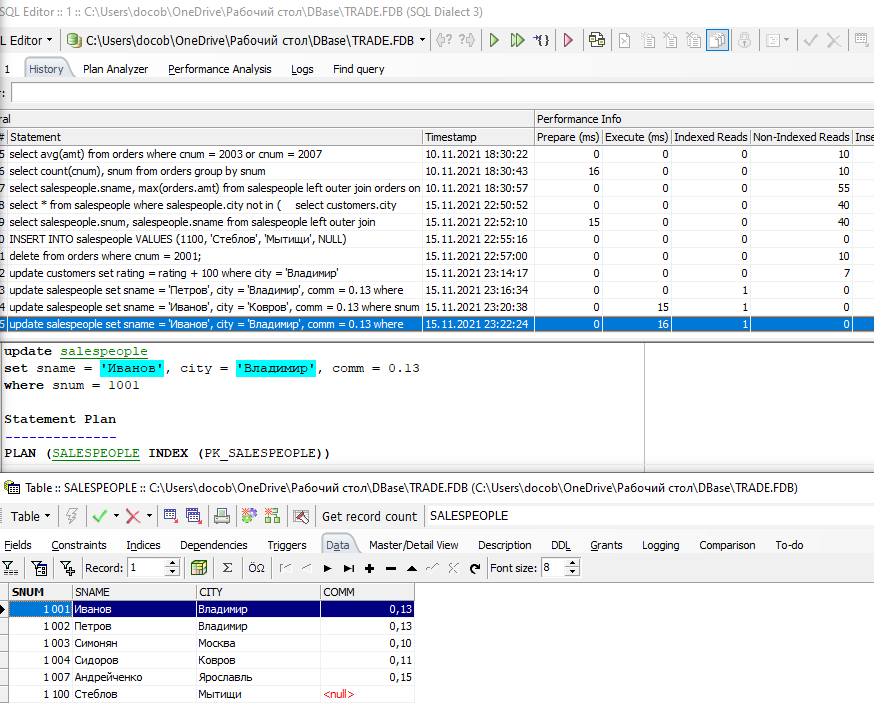 SQL Editor :: 1 :: C:\Users\docob\OneDrive\Рабочий стол\DBase\TRADE.FDB (SQL Dialect 3)
L Editor C:\Users\docob\OneDrive\Рабочий стол\DBase\TRADE.FDB
1 History Plan Analyzer Performance Analysis Logs Find query
r:
ral Performance Info
# Statement Timestamp Prepare (ms) Execute (ms) Indexed Reads Non-Indexed Reads Inse
5 select avg(amt) from orders where cnum = 2003 or cnum = 2007 10.11.2021 18:30:22 0 0 0 10
6 select count(cnum), snum from orders group by snum 10.11.2021 18:30:43 16 0 0 10
7 select salespeople.sname, max(orders.amt) from salespeople left outer join orders on 10.11.2021 18:30:57 0 0 0 55
8 select * from salespeople where salespeople.city not in ( select customers.city 15.11.2021 22:50:52 0 0 0 40
9 select salespeople.snum, salespeople.sname from salespeople left outer join 15.11.2021 22:52:10 15 0 0 40
0 INSERT INTO salespeople VALUES (1100, 'Стеблов', 'Мытищи', NULL) 15.11.2021 22:55:16 0 0 0 0
1 delete from orders where cnum = 2001; 15.11.2021 22:57:00 0 0 0 10
2 update customers set rating = rating + 100 where city = 'Владимир' 15.11.2021 23:14:17 0 0 0 7
3 update salespeople set sname = 'Петров', city = 'Владимир', comm = 0.13 where 15.11.2021 23:16:34 0 0 1 0
4 update salespeople set sname = 'Иванов', city = 'Ковров', comm = 0.13 where snum 15.11.2021 23:20:38 0 15 1 0
5 update salespeople set sname = 'Иванов', city = 'Владимир', comm = 0.13 where 15.11.2021 23:22:24 0 16 1 0
update salespeople
set sname = 'Иванов', city = 'Владимир', comm = 0.13
where snum = 1001
Statement Plan
--------------
PLAN (SALESPEOPLE INDEX (PK_SALESPEOPLE))
Table :: SALESPEOPLE :: C:\Users\docob\OneDrive\Рабочий стол\DBase\TRADE.FDB (C:\Users\docob\OneDrive\Рабочий стол\DBase\TRADE.FDB)
Table Get record count SALESPEOPLE
Fields Constraints Indices Dependencies Triggers Data Master/Detail View Description DDL Grants Logging Comparison To-do
Record: 1 Σ ÖΩ Font size: 8
SNUM SNAME CITY COMM
1 001 Иванов Владимир 0,13
1 002 Петров Владимир 0,13
1 003 Симонян Москва 0,10
1 004 Сидоров Ковров 0,11
1 007 Андрейченко Ярославль 0,15
1 100 Стеблов Мытищи <null>